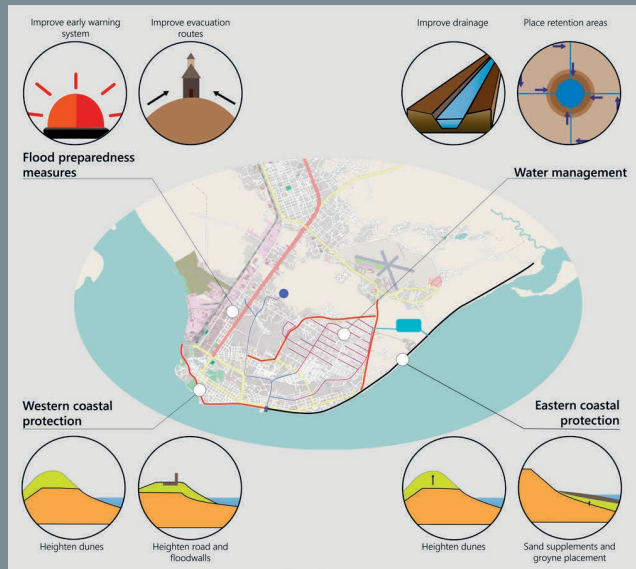 Improve early warning
system
Improve evacuation
routes
Improve drainage
Place retention areas
Flood preparedness
measures
Water management
Western coastal
protection
Eastern coastal
protection
Heighten dunes
Heighten road and
floodwalls
Heighten dunes
Sand supplements and
groyne placement